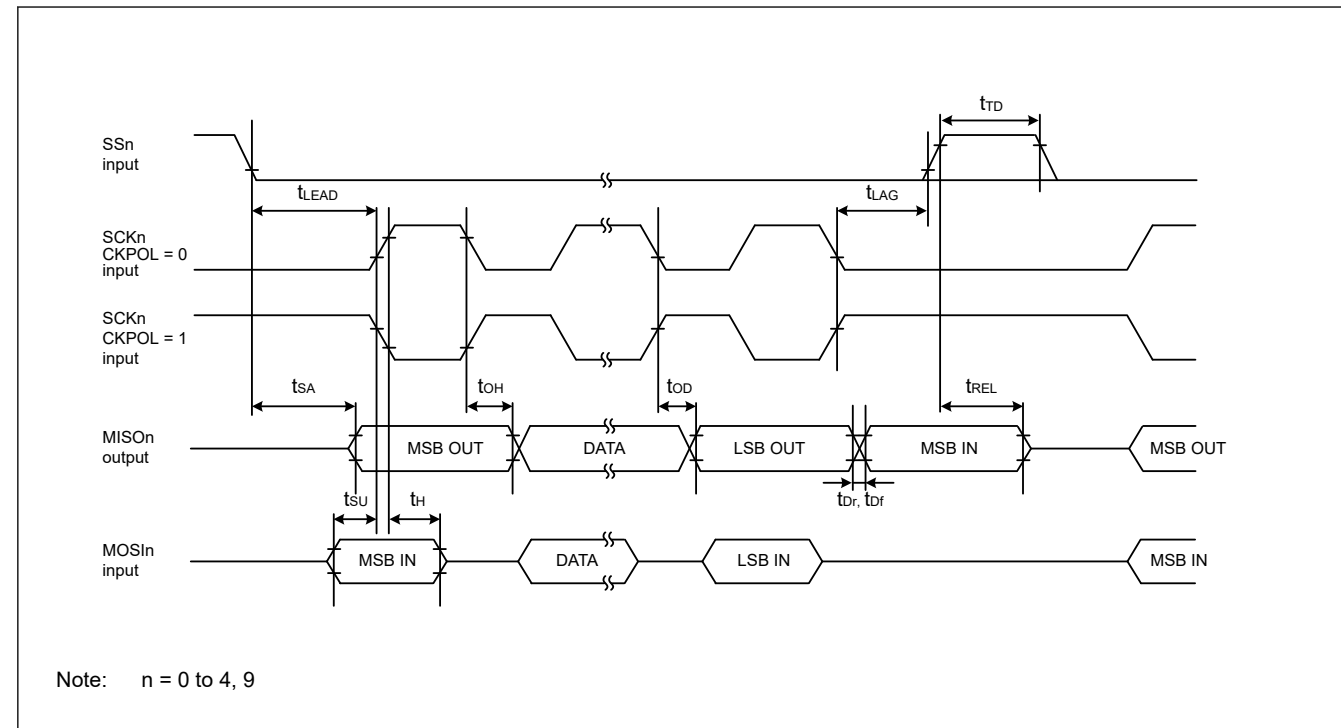 tTD
SSn
input
tLEAD
tLAG
SCKn
CKPOL = 0
input
SCKn
CKPOL = 1
input
tSA
tOH
tOD
tREL
MISOn
output
MSB OUT
DATA
LSB OUT
MSB IN
MSB OUT
tSU
tH
tDr, tDf
MOSIn
input
MSB IN
DATA
LSB IN
MSB IN
Note: n = 0 to 4, 9